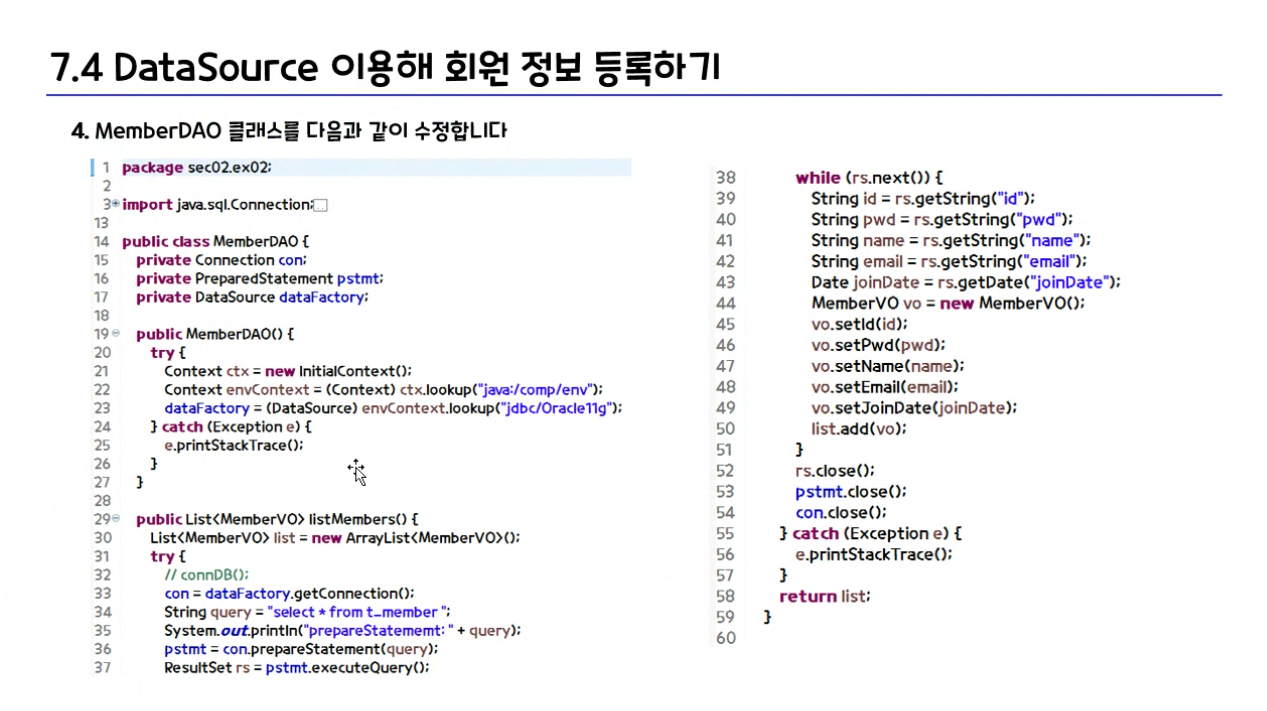 7.4 DataSource 이용해 회원 정보 등록하기
4. MemberDAO 클래스를 다음과 같이 수정합니다
1 package sec02.ex02;
2
3 import java.sql.Connection;
13
14 public class MemberDAO {
15 private Connection con;
16 private PreparedStatement pstmt;
17 private DataSource dataFactory;
18
19 public MemberDAO() {
20 try {
21 Context ctx = new InitialContext();
22 Context envContext = (Context) ctx.lookup("java:/comp/env");
23 dataFactory = (DataSource) envContext.lookup("jdbc/Oracle11g");
24 } catch (Exception e) {
25 e.printStackTrace();
26 }
27 }
28
29 public List<MemberVO> listMembers() {
30 List<MemberVO> list = new ArrayList<MemberVO>();
31 try {
32 // connDB();
33 con = dataFactory.getConnection();
34 String query = "select * from t_member ";
35 System.out.println("prepareStatememt: " + query);
36 pstmt = con.prepareStatement(query);
37 ResultSet rs = pstmt.executeQuery();
38 while (rs.next()) {
39 String id = rs.getString("id");
40 String pwd = rs.getString("pwd");
41 String name = rs.getString("name");
42 String email = rs.getString("email");
43 Date joinDate = rs.getDate("joinDate");
44 MemberVO vo = new MemberVO();
45 vo.setId(id);
46 vo.setPwd(pwd);
47 vo.setName(name);
48 vo.setEmail(email);
49 vo.setJoinDate(joinDate);
50 list.add(vo);
51 }
52 rs.close();
53 pstmt.close();
54 con.close();
55 } catch (Exception e) {
56 e.printStackTrace();
57 }
58 return list;
59 }
60